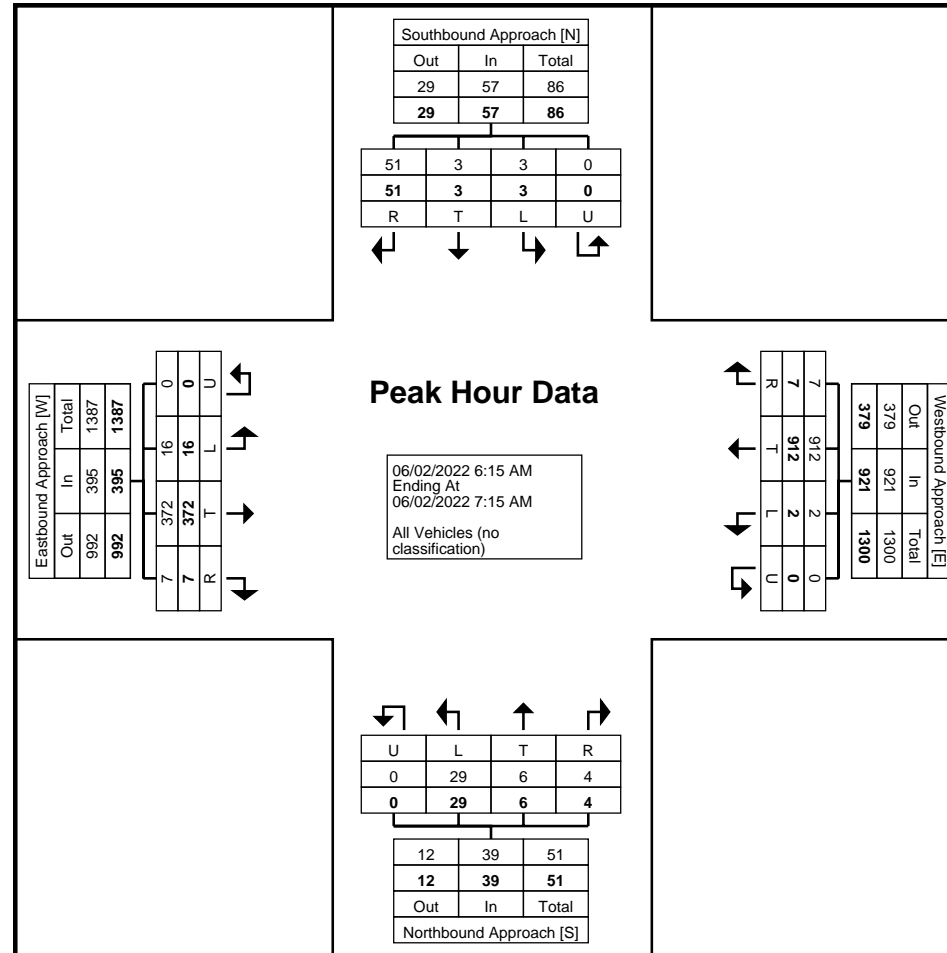 Southbound Approach [N]
Out In Total
29 57 86
29 57 86
51 3 3 0
51 3 3 0
R T L U
Peak Hour Data
06/02/2022 6:15 AM
Ending At
06/02/2022 7:15 AM
All Vehicles (no
classification)
Eastbound Approach [W]
Out In Total
992 395 1387
992 395 1387
7 372 16 0
7 372 16 0
R T L U
Westbound Approach [E]
Out In Total
379 921 1300
379 921 1300
7 912 2 0
7 912 2 0
R T L U
U L T R
0 29 6 4
0 29 6 4
12 39 51
12 39 51
Out In Total
Northbound Approach [S]